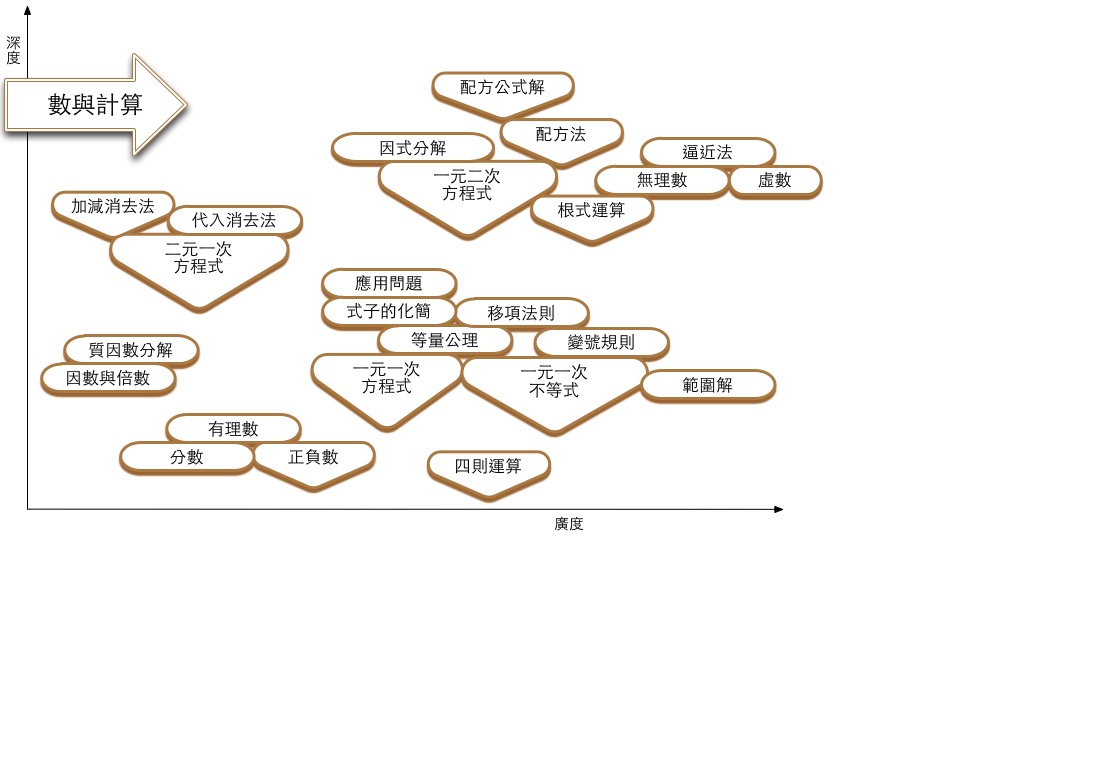 深
度
數與計算
配方公式解
配方法
因式分解
逼近法
一元二次
方程式
無理數
虛數
根式運算
加減消去法
代入消去法
二元一次
方程式
應用問題
式子的化簡
移項法則
等量公理
變號規則
質因數分解
因數與倍數
一元一次
方程式
一元一次
不等式
範圍解
有理數
分數
正負數
四則運算
廣度